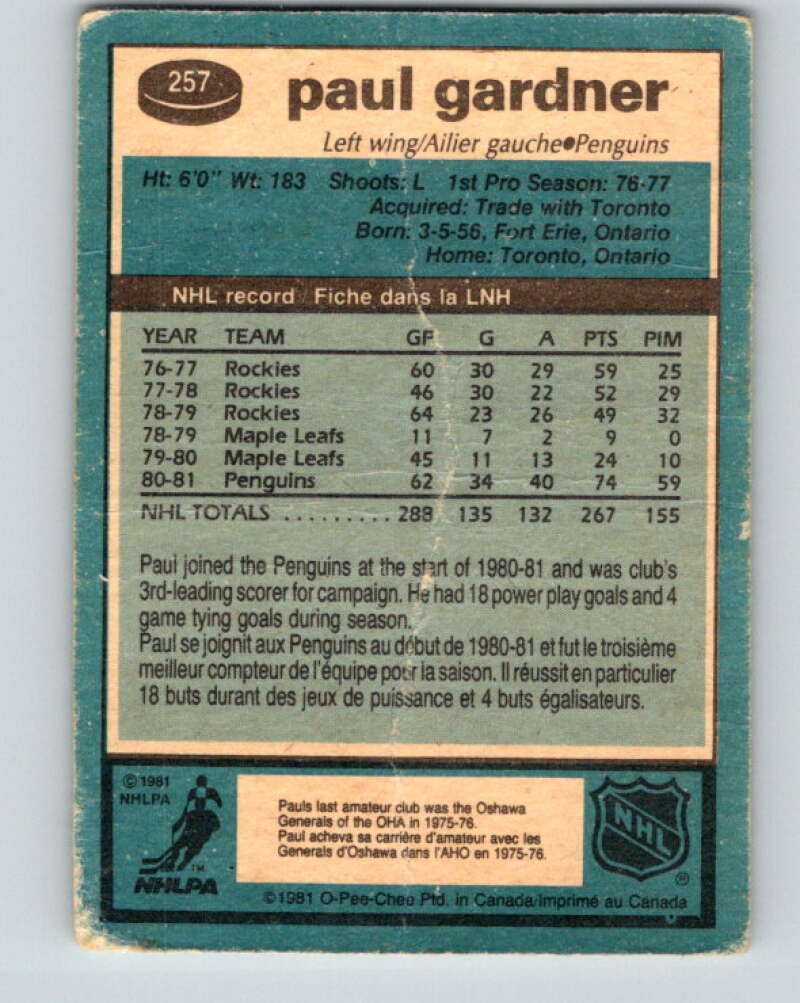 257
paul gardner
Left wing/Ailier gauche●Penguins
Ht: 6'0" Wt: 183 Shoots: L 1st Pro Season: 76-77
Acquired: Trade with Toronto
Born: 3-5-56, Fort Erie, Ontario
Home: Toronto, Ontario
NHL record Fiche dans la LNH
YEAR TEAM GP G A PTS PIM
76-77 Rockies 60 30 29 59 25
77-78 Rockies 46 30 22 52 29
78-79 Rockies 64 23 26 49 32
78-79 Maple Leafs 11 7 2 9 0
79-80 Maple Leafs 45 11 13 24 10
80-81 Penguins 62 34 40 74 59
NHL TOTALS .......... 288 135 132 267 155
Paul joined the Penguins at the start of 1980-81 and was club's
3rd-leading scorer for campaign. He had 18 power play goals and 4
game tying goals during season.
Paul se joignit aux Penguins au début de 1980-81 et fut le troisième
meilleur compteur de l'équipe pour la saison. Il réussit en particulier
18 buts durant des jeux de puissance et 4 buts égalisateurs.
©1981
NHLPA
TM
NHLPA
Pauls last amateur club was the Oshawa
Generals of the OHA in 1975-76.
Paul acheva sa carrière d'amateur avec les
Generals d'Oshawa dans l'AHO en 1975-76.
NHL
®
©1981 O-Pee-Chee Ptd. in Canada/Imprimé au Canada